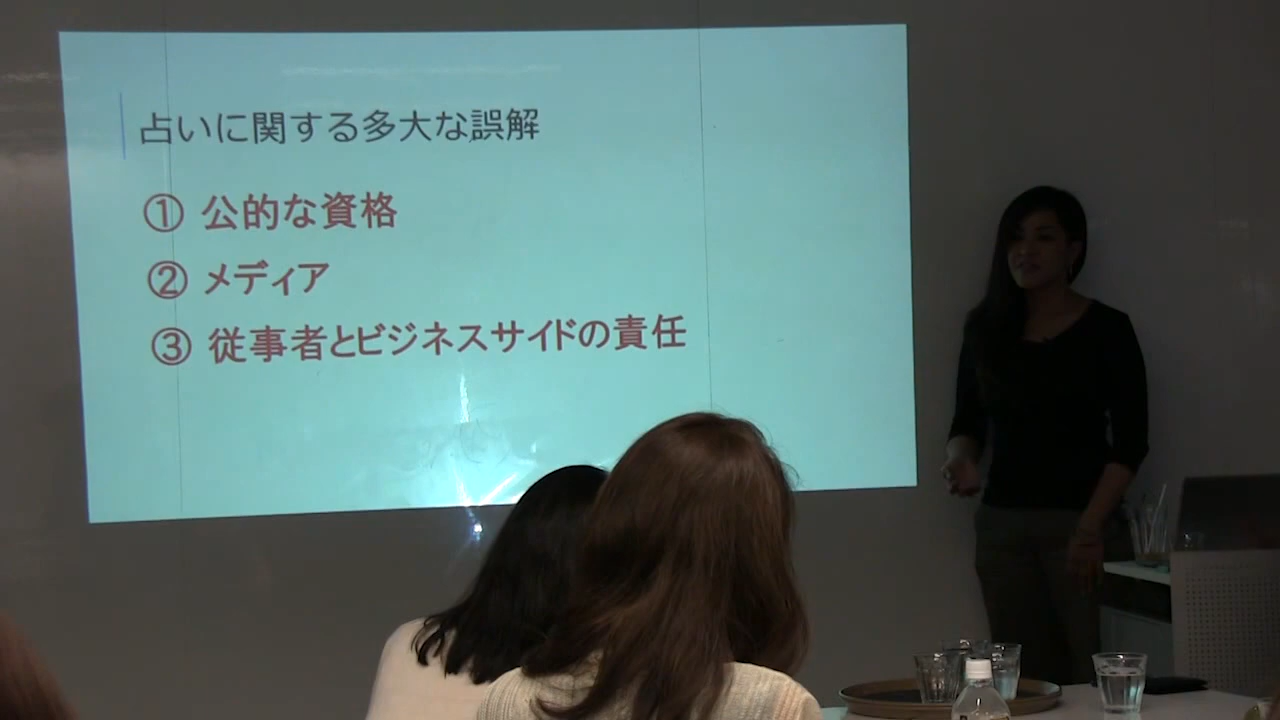 占いに関する多大な誤解
① 公的な資格
② メディア
③ 従事者とビジネスサイドの責任